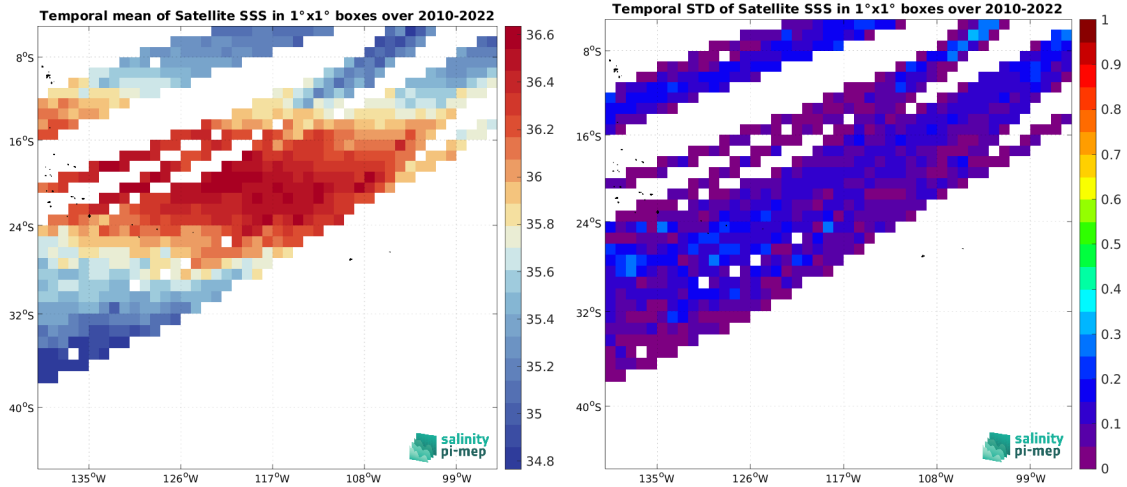 Temporal mean of Satellite SSS in 1°x1° boxes over 2010-2022
8°S
16°S
24°S
32°S
40°S
135°W
126°W
117°W
108°W
99°W
36.6
36.4
36.2
36
35.8
35.6
35.4
35.2
35
34.8
salinity
pi-mep
Temporal STD of Satellite SSS in 1°x1° boxes over 2010-2022
8°S
16°S
24°S
32°S
40°S
135°W
126°W
117°W
108°W
99°W
1
0.9
0.8
0.7
0.6
0.5
0.4
0.3
0.2
0.1
0
salinity
pi-mep